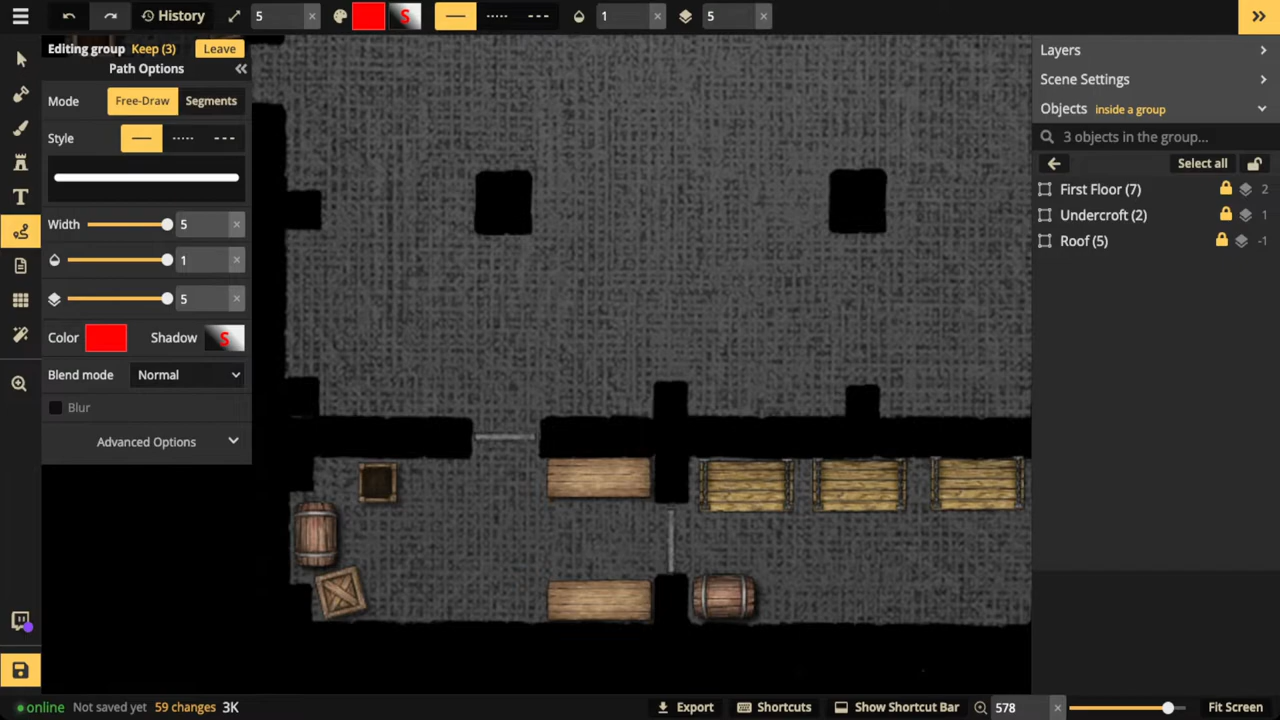 History 5 × S 1 × 5 ×
Editing group Keep (3) Leave
Path Options
Mode Free-Draw Segments
Style
Width 5 ×
1 ×
5 ×
Color Shadow S
Blend mode Normal
Blur
Advanced Options
Layers
Scene Settings
Objects inside a group
3 objects in the group...
Select all
First Floor (7) 2
Undercroft (2) 1
Roof (5) -1
online Not saved yet 59 changes 3K Export Shortcuts Show Shortcut Bar 578 × Fit Screen